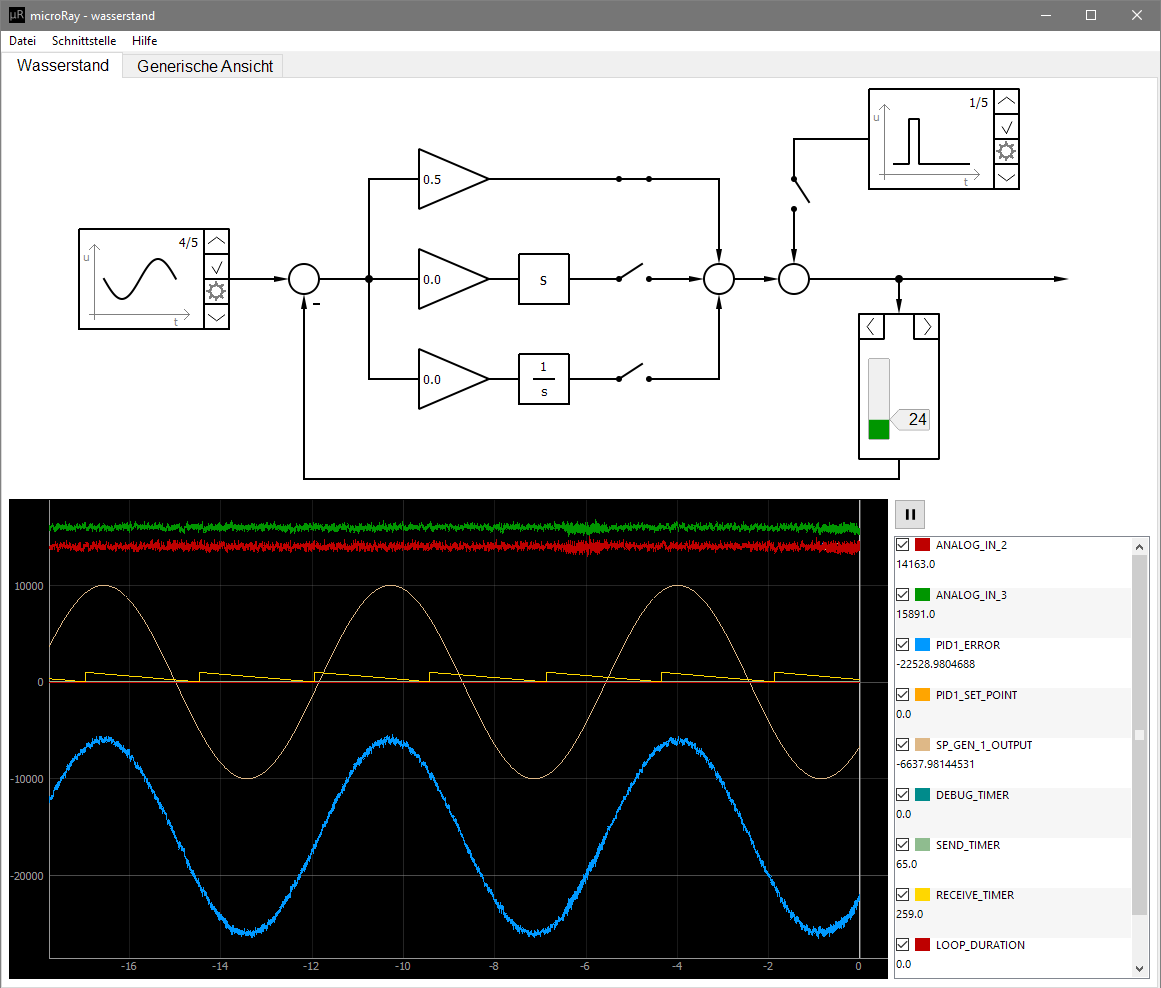 µR microRay - wasserstand
Datei Schnittstelle Hilfe
Wasserstand Generische Ansicht
1/5
u
t
0.5
4/5
u
t
-
0.0
s
0.0
1
s
24
10000
0
-10000
-20000
-16 -14 -12 -10 -8 -6 -4 -2 0
ANALOG_IN_2
14163.0
ANALOG_IN_3
15891.0
PID1_ERROR
-22528.9804688
PID1_SET_POINT
0.0
SP_GEN_1_OUTPUT
-6637.98144531
DEBUG_TIMER
0.0
SEND_TIMER
65.0
RECEIVE_TIMER
259.0
LOOP_DURATION
0.0